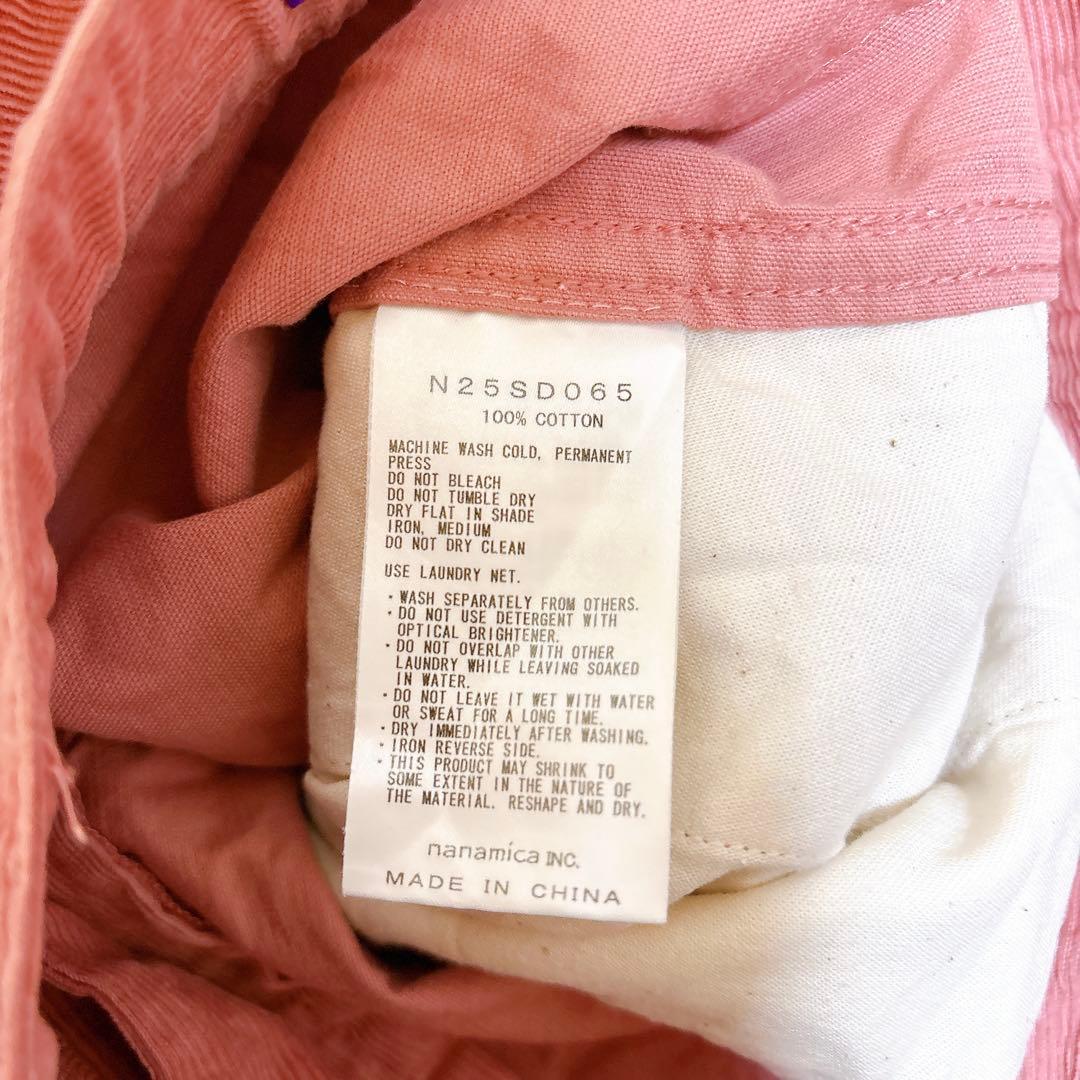 N25SD065
100% COTTON
MACHINE WASH COLD, PERMANENT
PRESS
DO NOT BLEACH
DO NOT TUMBLE DRY
DRY FLAT IN SHADE
IRON, MEDIUM
DO NOT DRY CLEAN
USE LAUNDRY NET.
・WASH SEPARATELY FROM OTHERS.
・DO NOT USE DETERGENT WITH
OPTICAL BRIGHTENER.
・DO NOT OVERLAP WITH OTHER
LAUNDRY WHILE LEAVING SOAKED
IN WATER.
・DO NOT LEAVE IT WET WITH WATER
OR SWEAT FOR A LONG TIME.
・DRY IMMEDIATELY AFTER WASHING.
・IRON REVERSE SIDE.
・THIS PRODUCT MAY SHRINK TO
SOME EXTENT IN THE NATURE OF
THE MATERIAL. RESHAPE AND DRY.
nanamica INC.
MADE IN CHINA